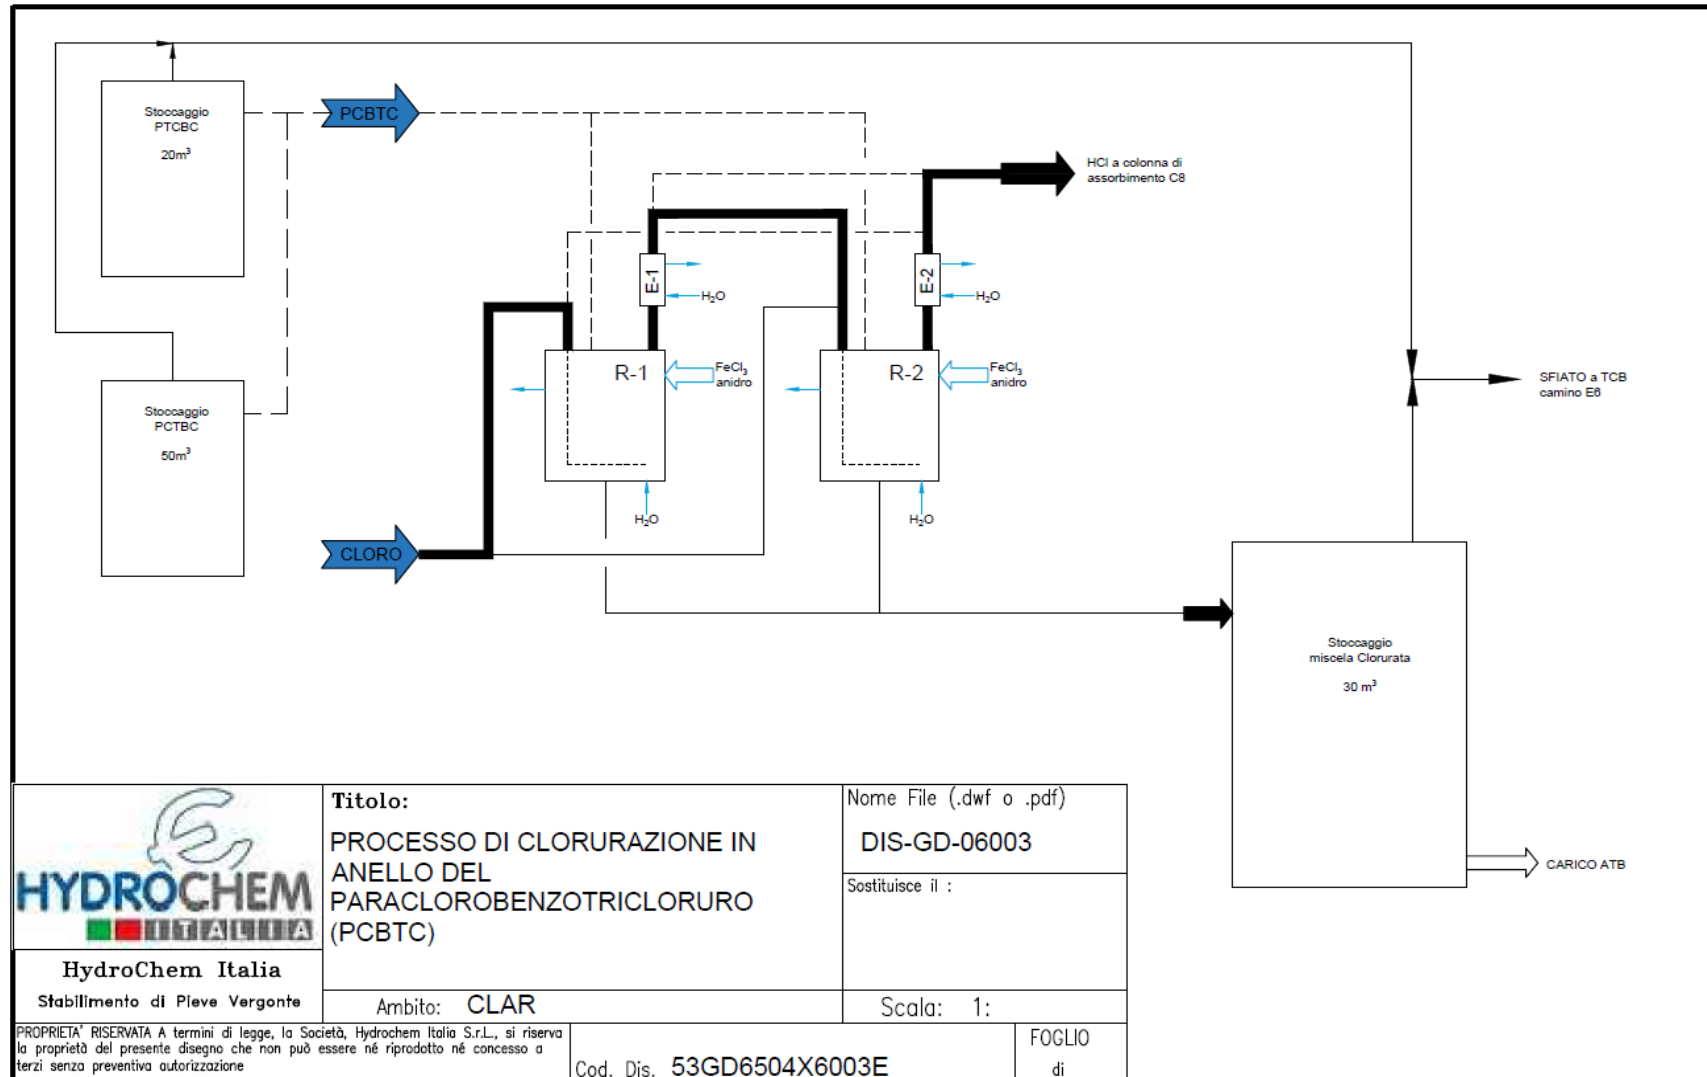 Stoccaggio
PTCBC
20m³
PCBTC
HCl a colonna di
assorbimento C8
E-1
H₂O
E-2
H₂O
R-1
FeCl₃
anidro
R-2
FeCl₃
anidro
SFIATO a TCB
camino E6
Stoccaggio
PCTBC
50m³
H₂O
H₂O
CLORO
Stoccaggio
miscela Clorurata
30 m³
CARICO ATB
HYDROCHEM
ITALIA
HydroChem Italia
Stabilimento di Pieve Vergonte
Titolo:
PROCESSO DI CLORURAZIONE IN
ANELLO DEL
PARACLOROBENZOTRICLORURO
(PCBTC)
Nome File (.dwf o .pdf)
DIS-GD-06003
Sostituisce il :
Ambito: CLAR
Scala: 1:
PROPRIETA' RISERVATA A termini di legge, la Società, Hydrochem Italia S.r.L., si riserva
la proprietà del presente disegno che non può essere né riprodotto né concesso a
terzi senza preventiva autorizzazione
Cod. Dis. 53GD6504X6003E
FOGLIO
di